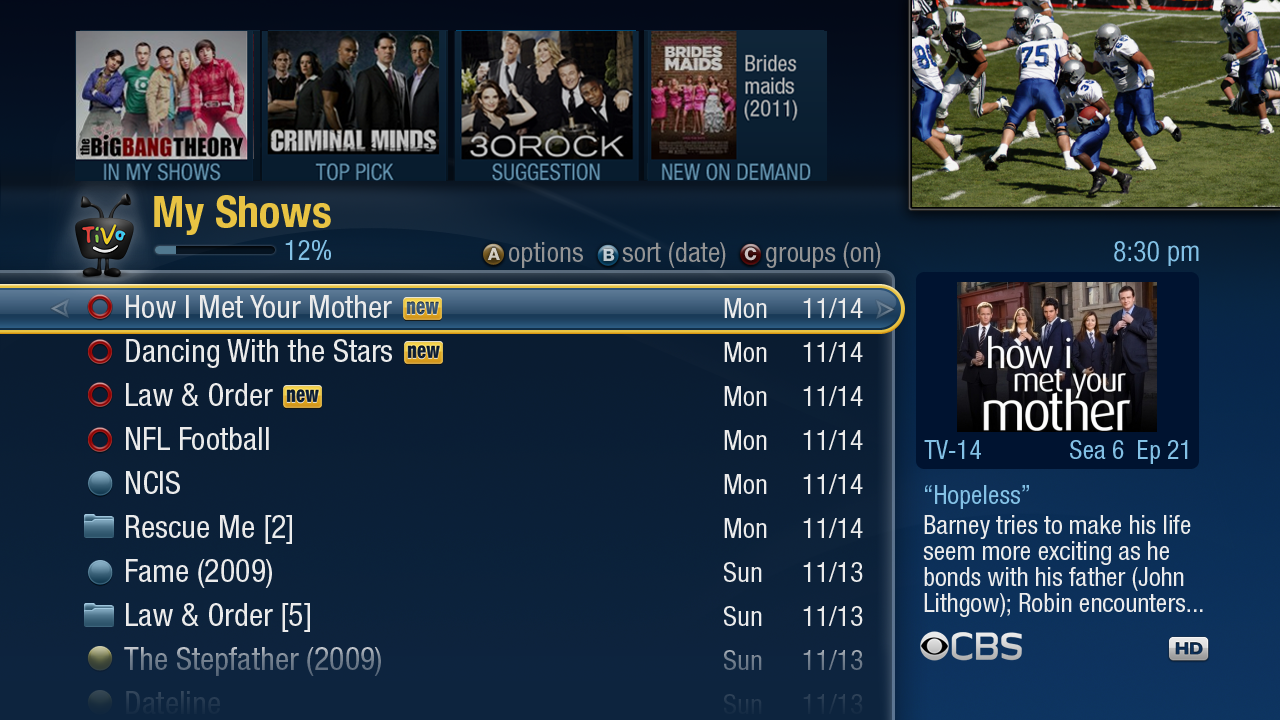 the BIG BANG THEORY
IN MY SHOWS
CRIMINAL MINDS
TOP PICK
30ROCK
SUGGESTION
BRIDES
MAIDS
Brides
maids
(2011)
NEW ON DEMAND
75
TiVo
My Shows
12%
A options B sort (date) C groups (on)
8:30 pm
How I Met Your Mother new Mon 11/14
Dancing With the Stars new Mon 11/14
Law & Order new Mon 11/14
NFL Football Mon 11/14
NCIS Mon 11/14
Rescue Me [2] Mon 11/14
Fame (2009) Sun 11/13
Law & Order [5] Sun 11/13
The Stepfather (2009) Sun 11/13
Dateline Sun 11/13
how i
met your
mother
TV-14 Sea 6 Ep 21
“Hopeless”
Barney tries to make his life
seem more exciting as he
bonds with his father (John
Lithgow); Robin encounters...
CBS HD